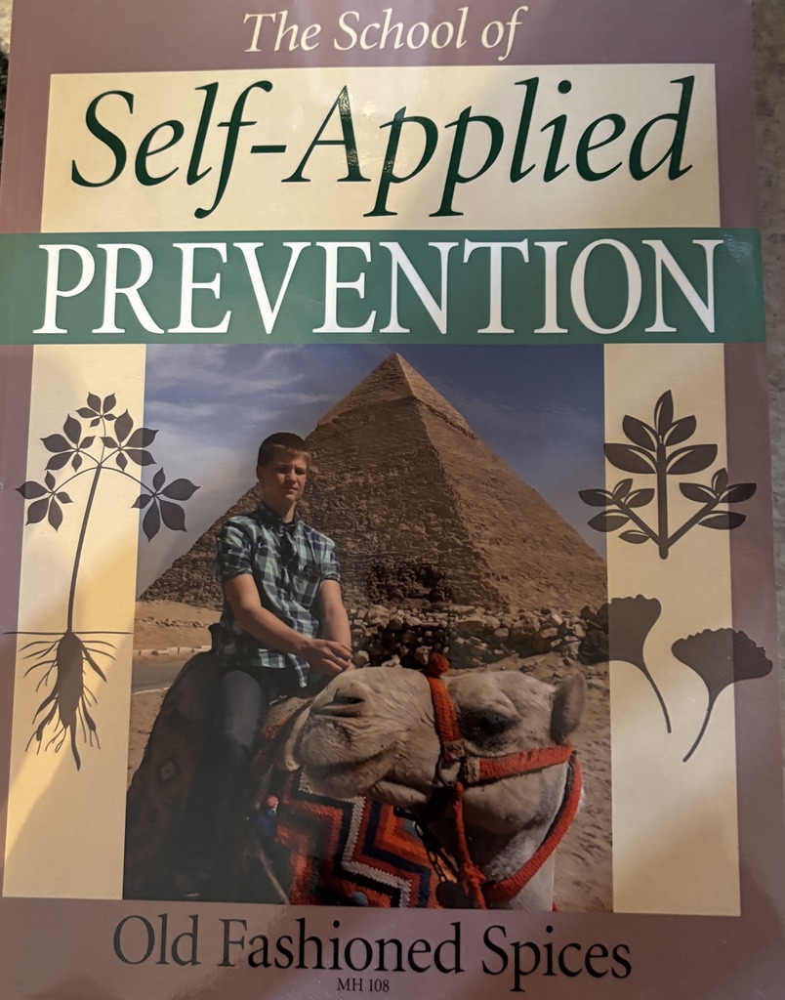 The School of
Self-Applied
PREVENTION
Old Fashioned Spices
MH 108